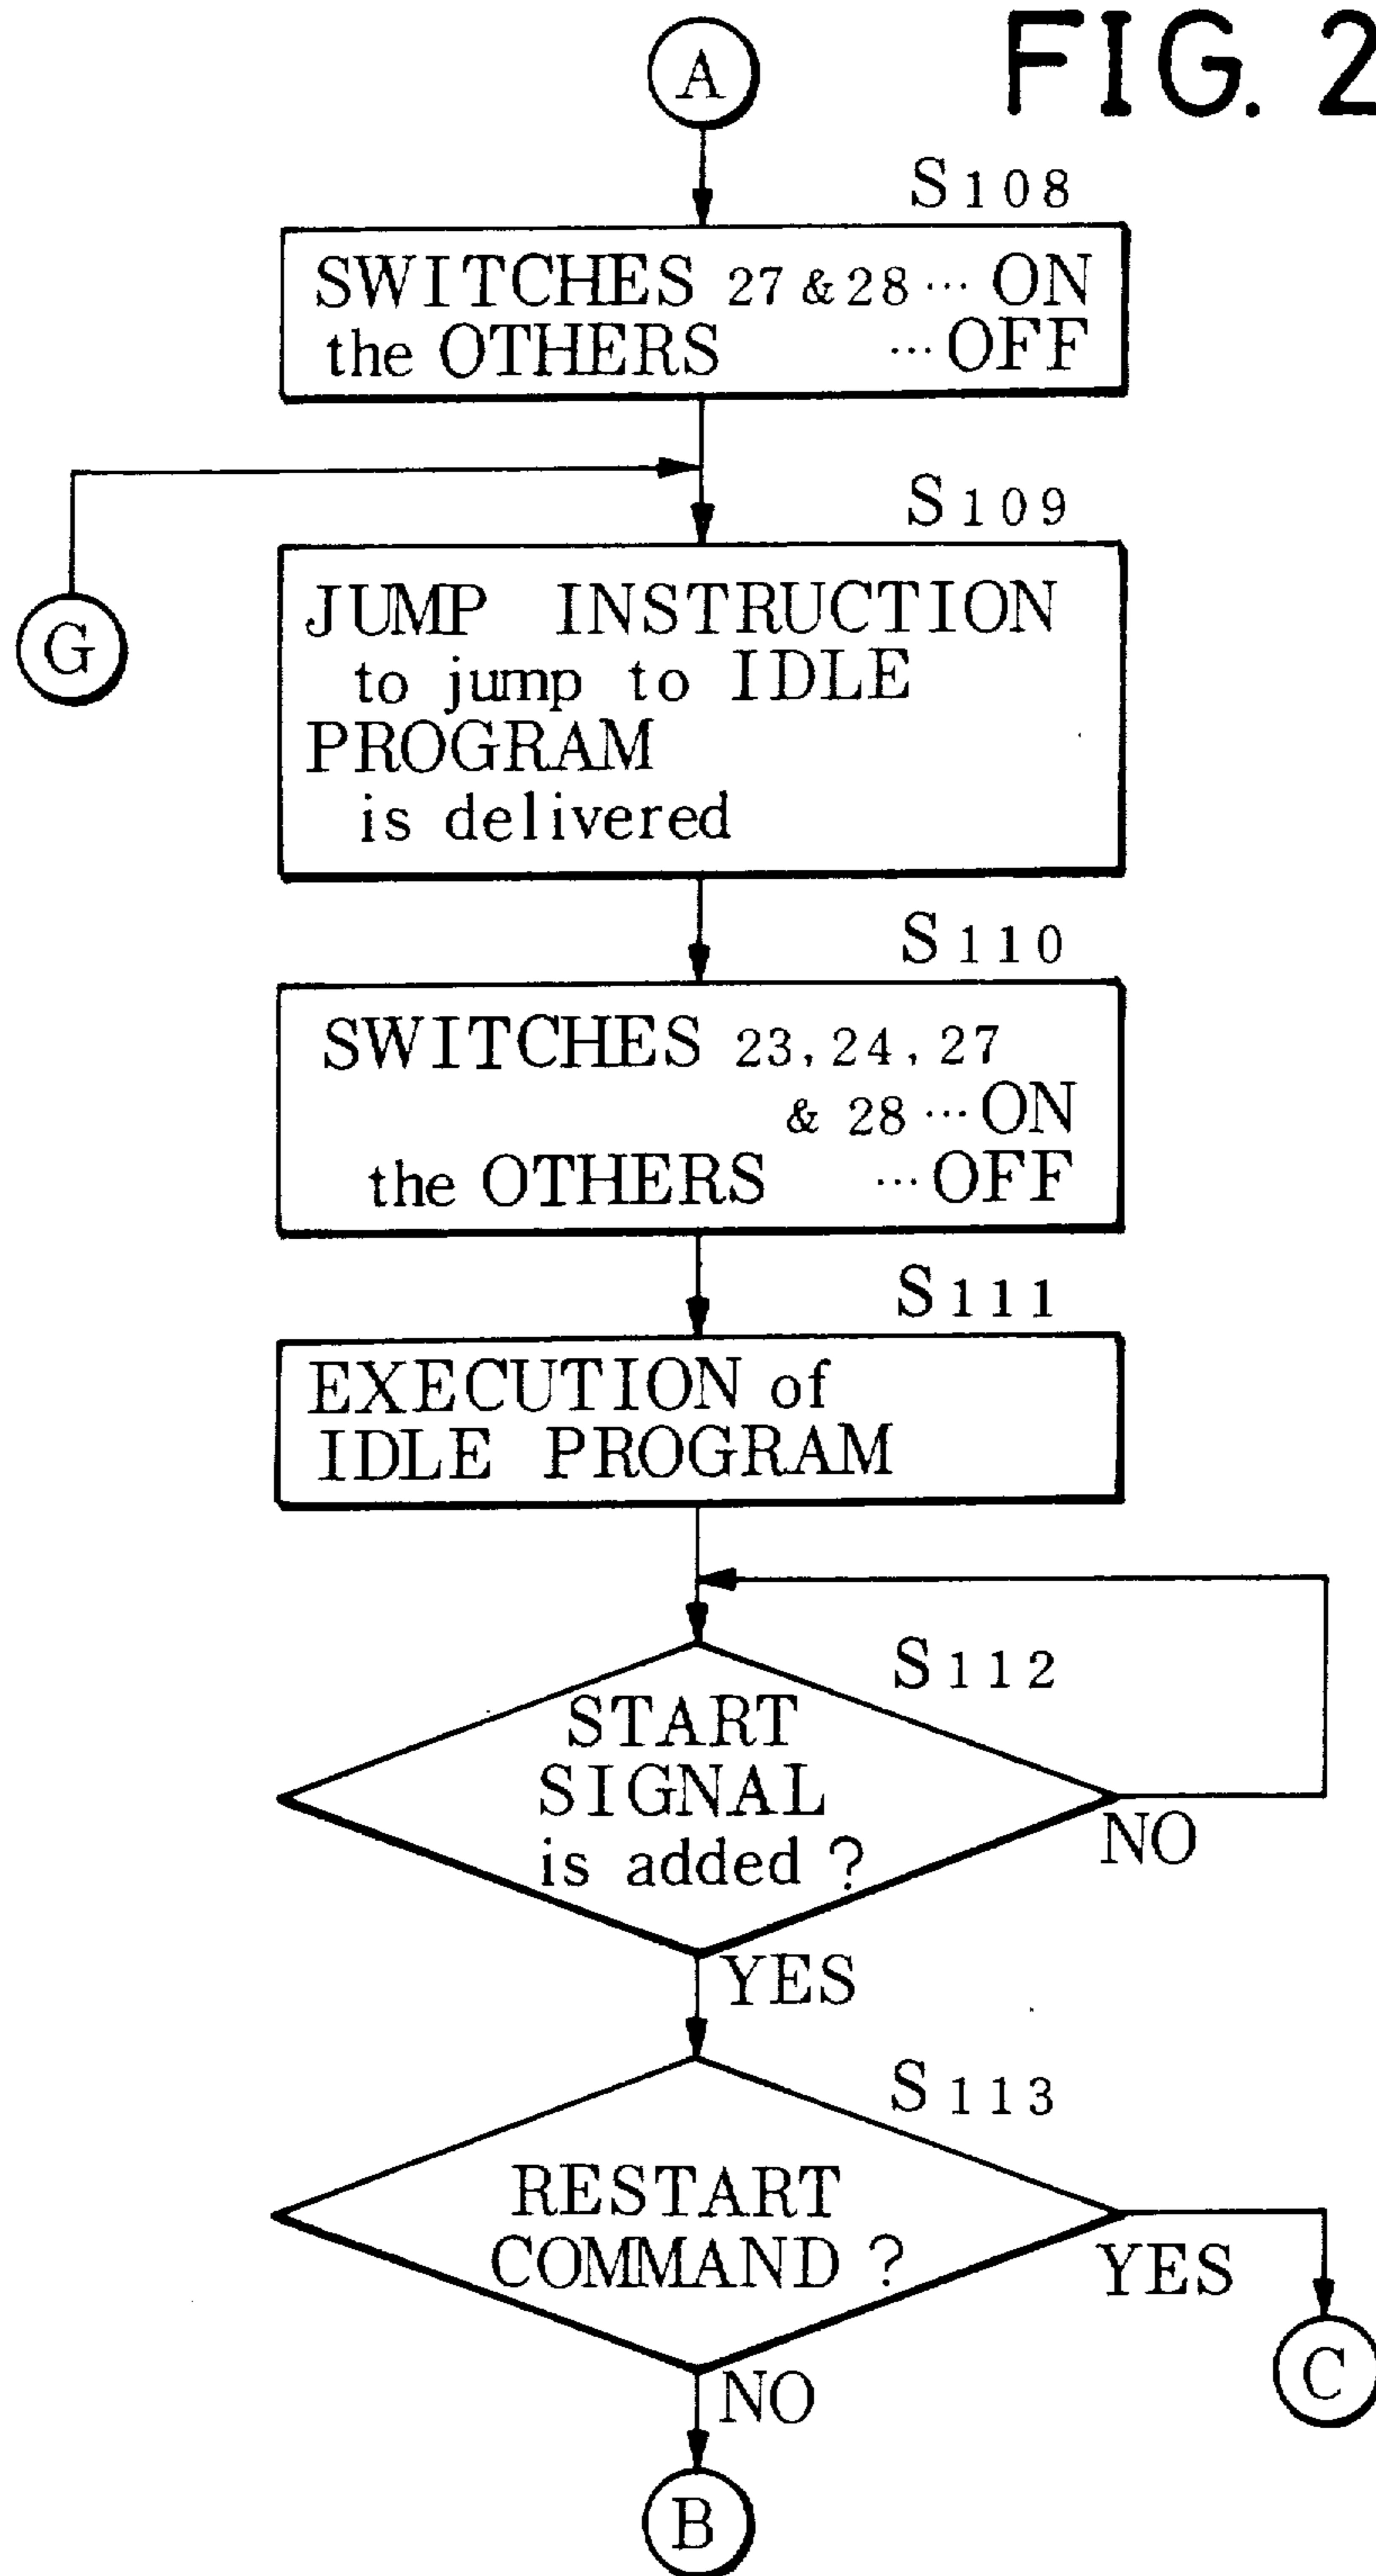 FIG. 2
A
S108
SWITCHES 27 & 28 ... ON
the OTHERS ... OFF
G
S109
JUMP INSTRUCTION
to jump to IDLE
PROGRAM
is delivered
S110
SWITCHES 23, 24, 27
& 28 ... ON
the OTHERS ... OFF
S111
EXECUTION of
IDLE PROGRAM
S112
START
SIGNAL
is added ?
NO
YES
S113
RESTART
COMMAND ?
YES
C
NO
B